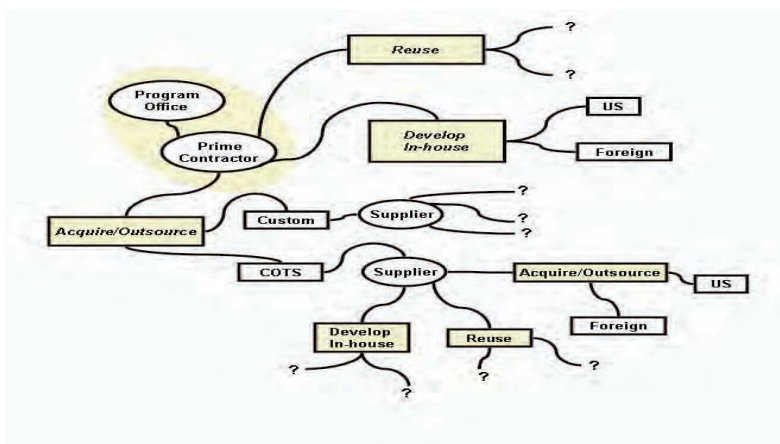 Reuse
?
?
Program
Office
US
Prime
Contractor
Develop
In-house
Foreign
?
Custom
Supplier
?
?
Acquire/Outsource
COTS
Supplier
Acquire/Outsource
US
Foreign
Develop
In-house
Reuse
?
?
?
?